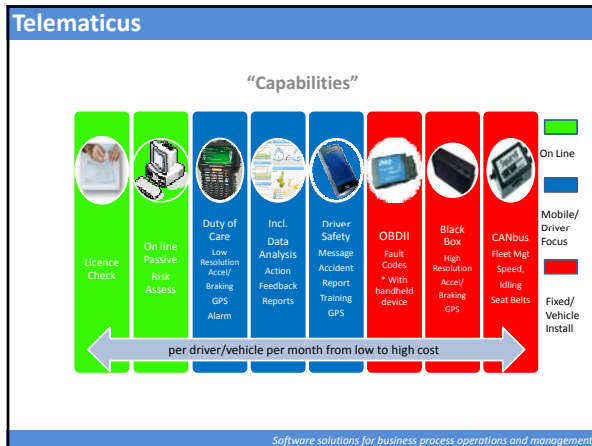 Telematicus
“Capabilities”
Licence
Check
On line
Passive
Risk
Assess
Duty of
Care
Low
Resolution
Accel/
Braking
GPS
Alarm
Incl.
Data
Analysis
Action
Feedback
Reports
Driver
Safety
Message
Accident
Report
Training
GPS
OBDII
Fault
Codes
* With
handheld
device
Black
Box
High
Resolution
Accel/
Braking
GPS
CANbus
Fleet Mgt
Speed,
Idling
Seat Belts
On Line
Mobile/
Driver
Focus
Fixed/
Vehicle
Install
per driver/vehicle per month from low to high cost
Software solutions for business process operations and management